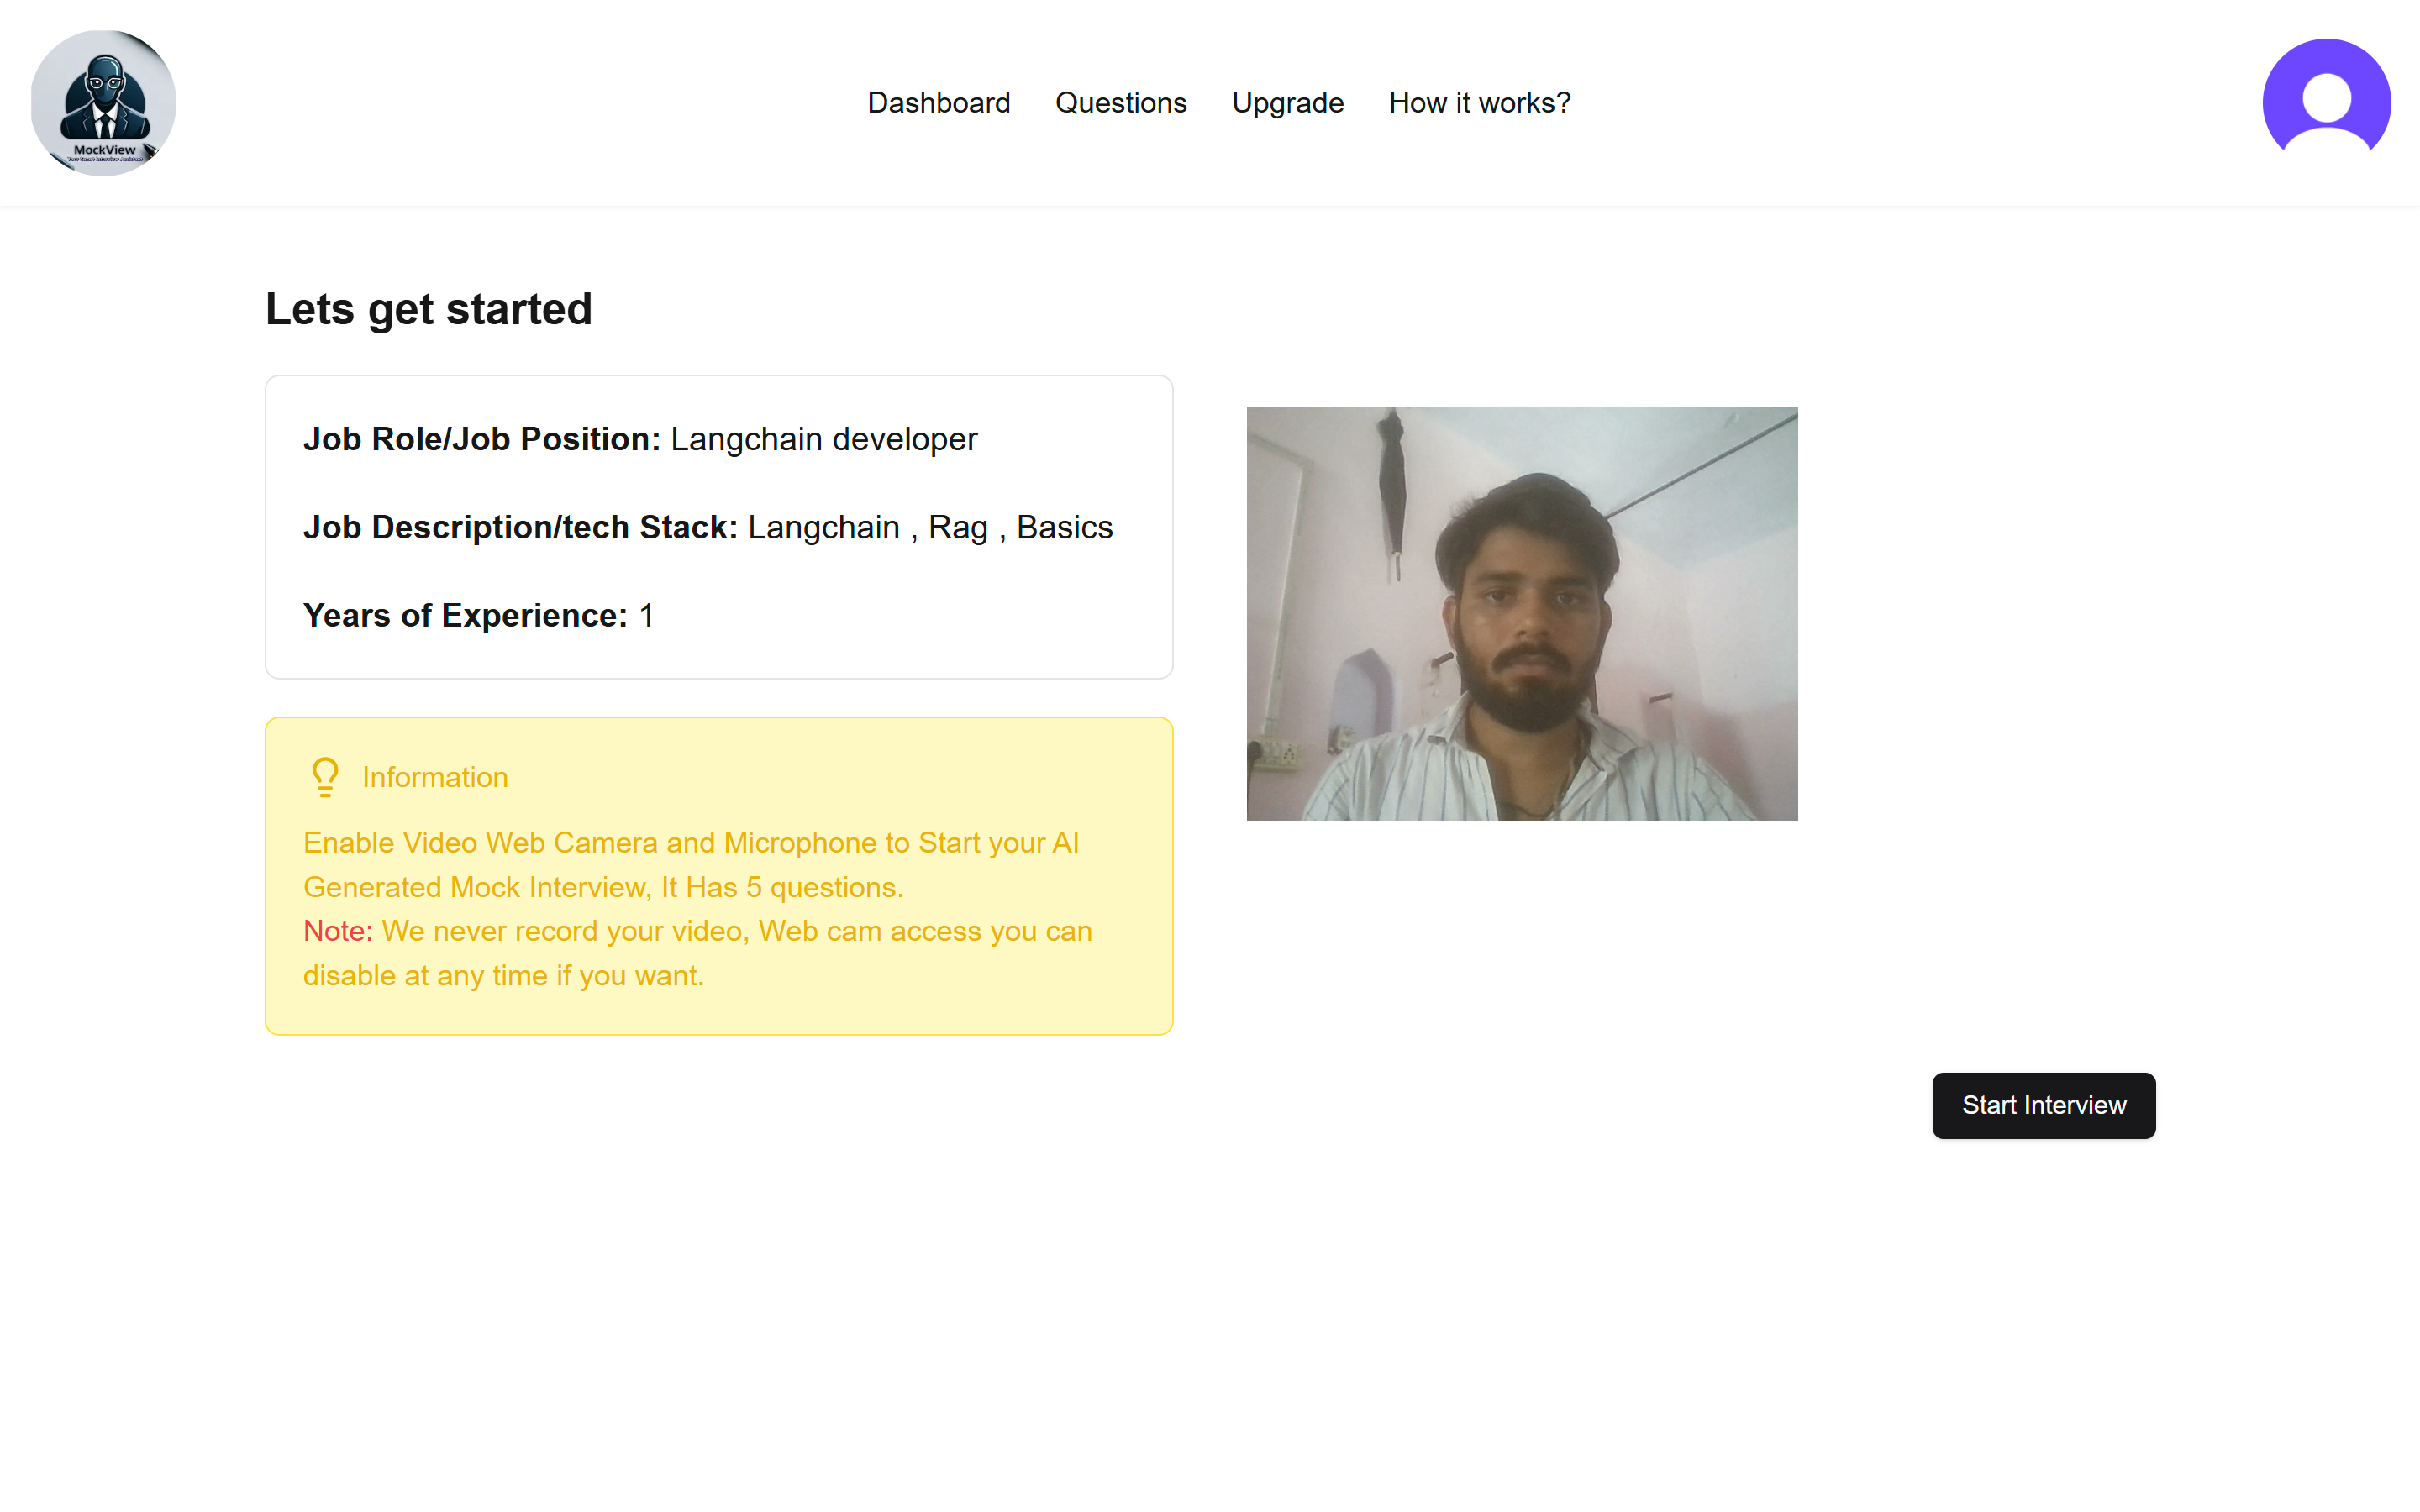 MockView
Dashboard
Questions
Upgrade
How it works?
Lets get started
Job Role/Job Position: Langchain developer
Job Description/tech Stack: Langchain , Rag , Basics
Years of Experience: 1
Information
Enable Video Web Camera and Microphone to Start your AI
Generated Mock Interview, It Has 5 questions.
Note: We never record your video, Web cam access you can
disable at any time if you want.
Start Interview